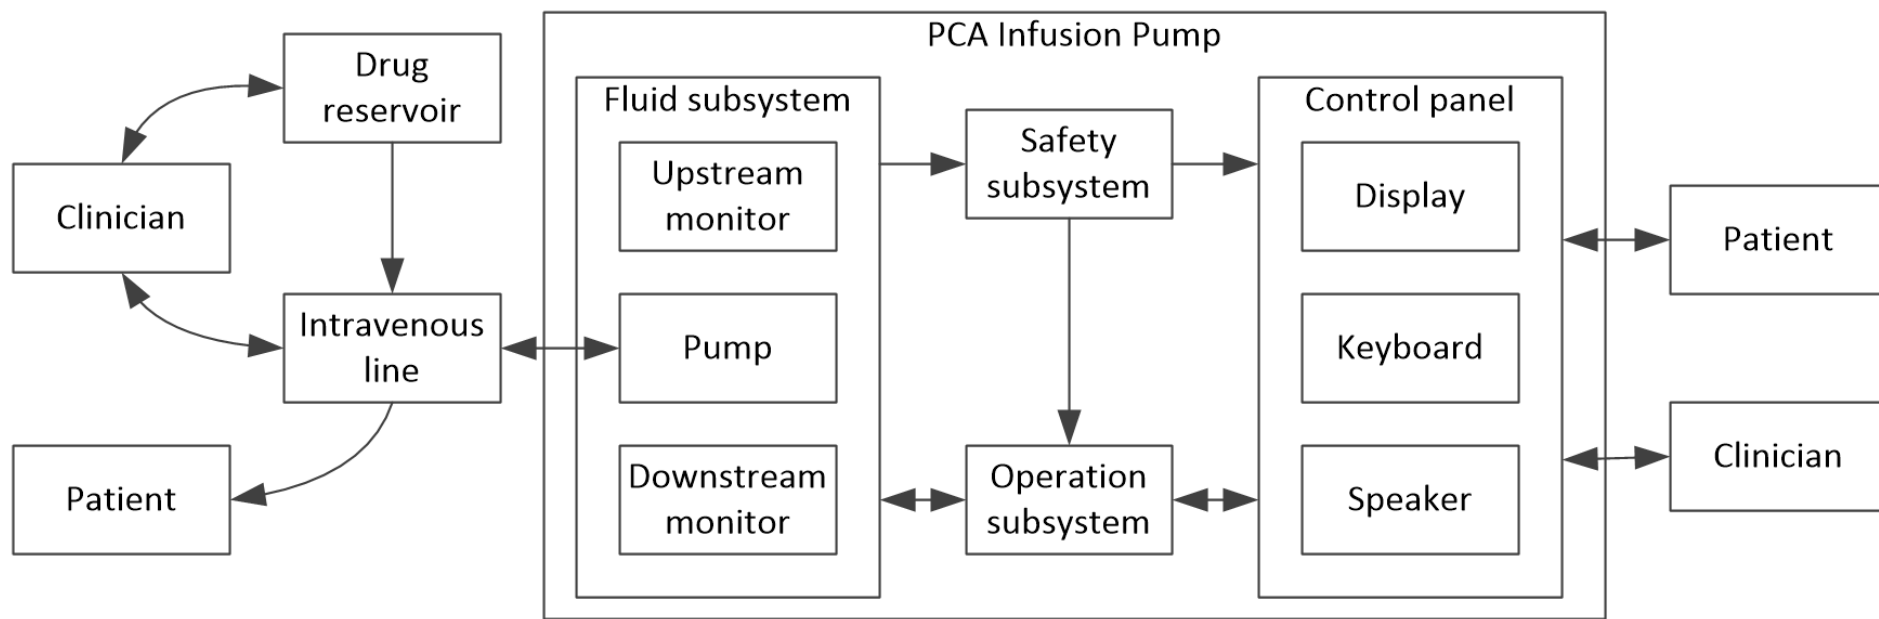 PCA Infusion Pump
Drug
reservoir
Clinician
Intravenous
line
Patient
Fluid subsystem
Upstream
monitor
Pump
Downstream
monitor
Safety
subsystem
Operation
subsystem
Control panel
Display
Keyboard
Speaker
Patient
Clinician